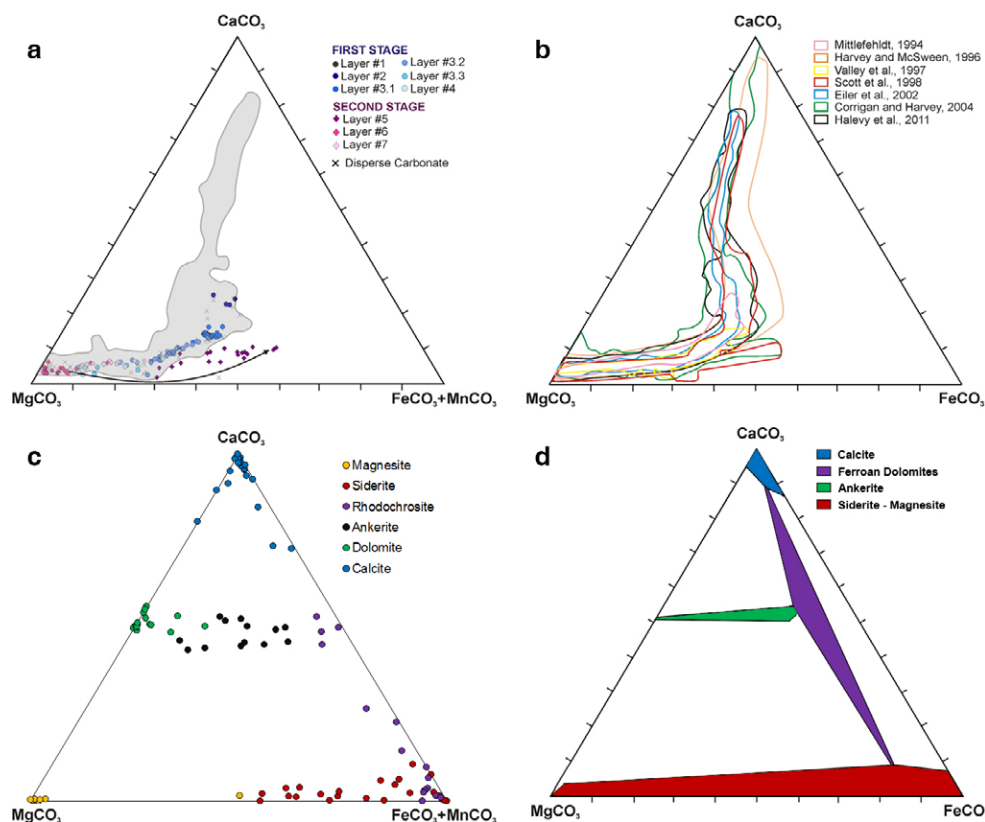 a
CaCO₃
FIRST STAGE
Layer #1
Layer #2
Layer #3.1
Layer #3.2
Layer #3.3
Layer #4
SECOND STAGE
Layer #5
Layer #6
Layer #7
Disperse Carbonate
MgCO₃
FeCO₃+MnCO₃
b
CaCO₃
Mittlefehldt, 1994
Harvey and McSween, 1996
Valley et al., 1997
Scott et al., 1998
Eiler et al., 2002
Corrigan and Harvey, 2004
Halevy et al., 2011
MgCO₃
FeCO₃
c
CaCO₃
Magnesite
Siderite
Rhodochrosite
Ankerite
Dolomite
Calcite
MgCO₃
FeCO₃+MnCO₃
d
CaCO₃
Calcite
Ferroan Dolomites
Ankerite
Siderite - Magnesite
MgCO₃
FeCO